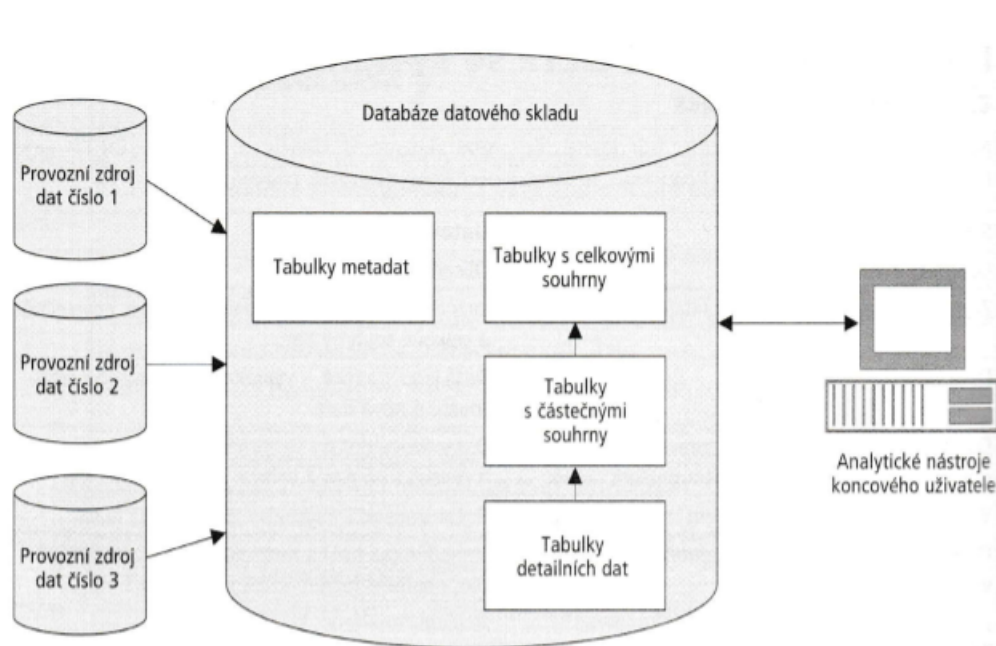 Databáze datového skladu
Provozní zdroj
dat číslo 1
Tabulky metadat
Tabulky s celkovými
souhrny
Provozní zdroj
dat číslo 2
Tabulky
s částečnými
souhrny
Analytické nástroje
koncového uživatele
Provozní zdroj
dat číslo 3
Tabulky
detailních dat